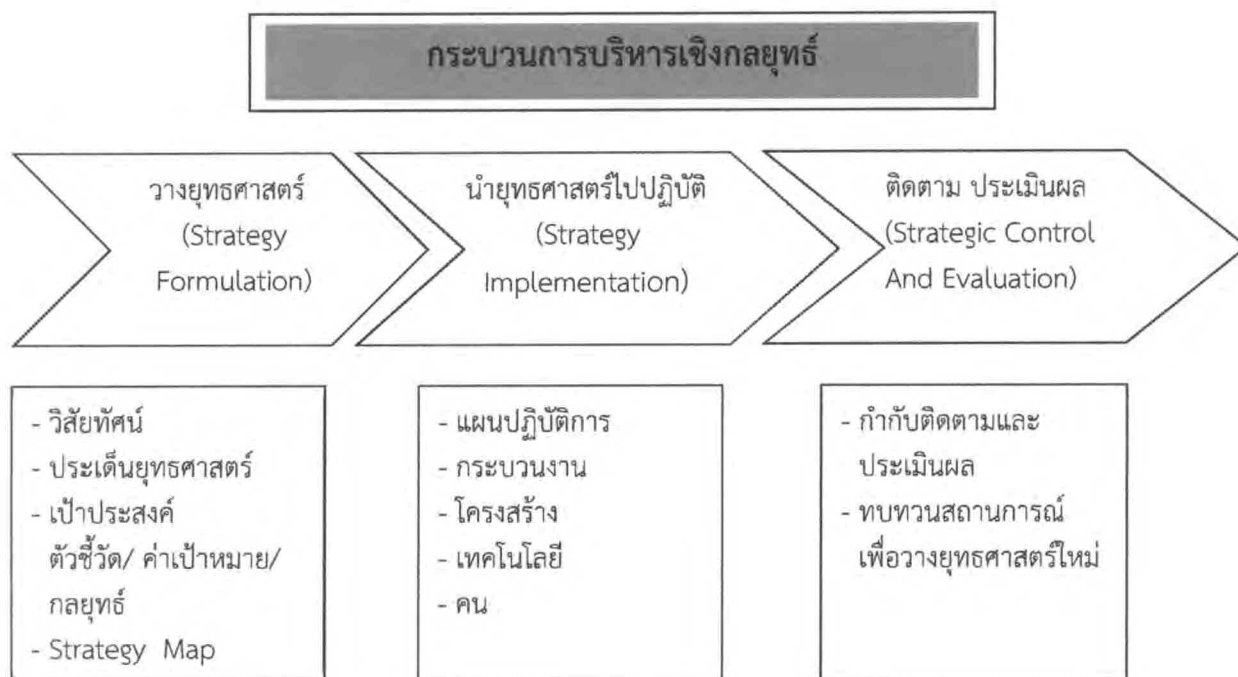 กระบวนการบริหารเชิงกลยุทธ์
วางยุทธศาสตร์
(Strategy
Formulation)
นำยุทธศาสตร์ไปปฏิบัติ
(Strategy
Implementation)
ติดตาม ประเมินผล
(Strategic Control
And Evaluation)
- วิสัยทัศน์
- ประเด็นยุทธศาสตร์
- เป้าประสงค์
ตัวชี้วัด/ ค่าเป้าหมาย/
กลยุทธ์
- Strategy Map
- แผนปฏิบัติการ
- กระบวนงาน
- โครงสร้าง
- เทคโนโลยี
- คน
- กำกับติดตามและ
ประเมินผล
- ทบทวนสถานการณ์
เพื่อวางยุทธศาสตร์ใหม่